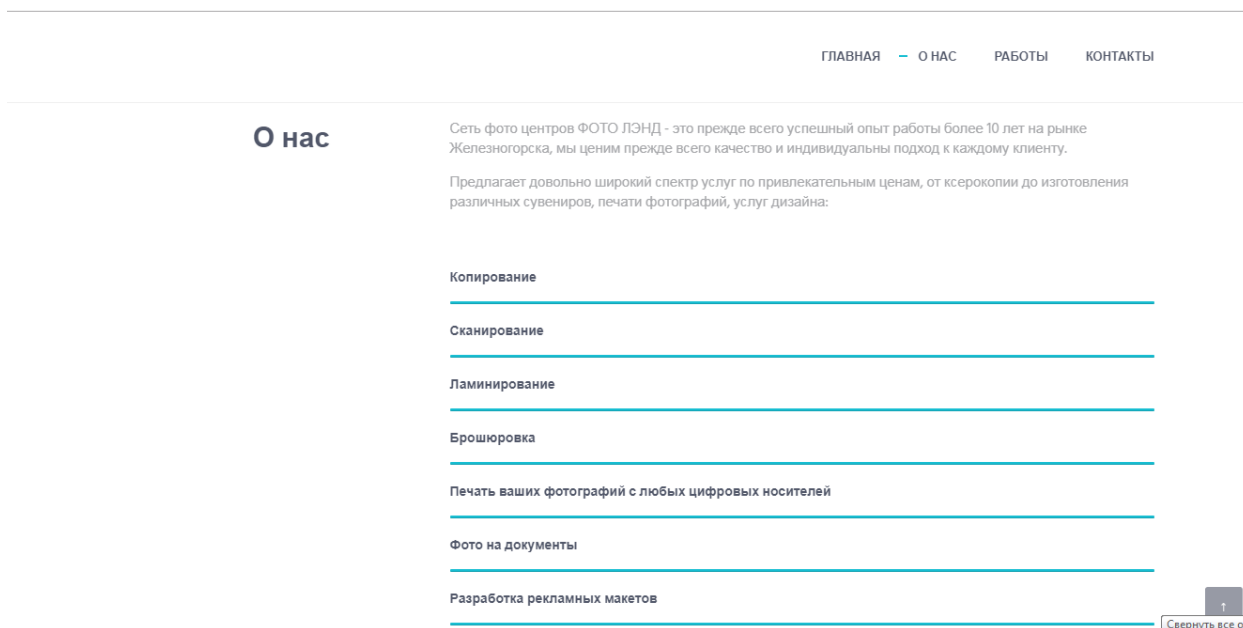 ГЛАВНАЯ О НАС РАБОТЫ КОНТАКТЫ
О нас
Сеть фото центров ФОТО ЛЭНД - это прежде всего успешный опыт работы более 10 лет на рынке
Железногорска, мы ценим прежде всего качество и индивидуальны подход к каждому клиенту.
Предлагает довольно широкий спектр услуг по привлекательным ценам, от ксерокопии до изготовления
различных сувениров, печати фотографий, услуг дизайна:
Копирование
Сканирование
Ламинирование
Брошюровка
Печать ваших фотографий с любых цифровых носителей
Фото на документы
Разработка рекламных макетов
↑
Свернуть все о